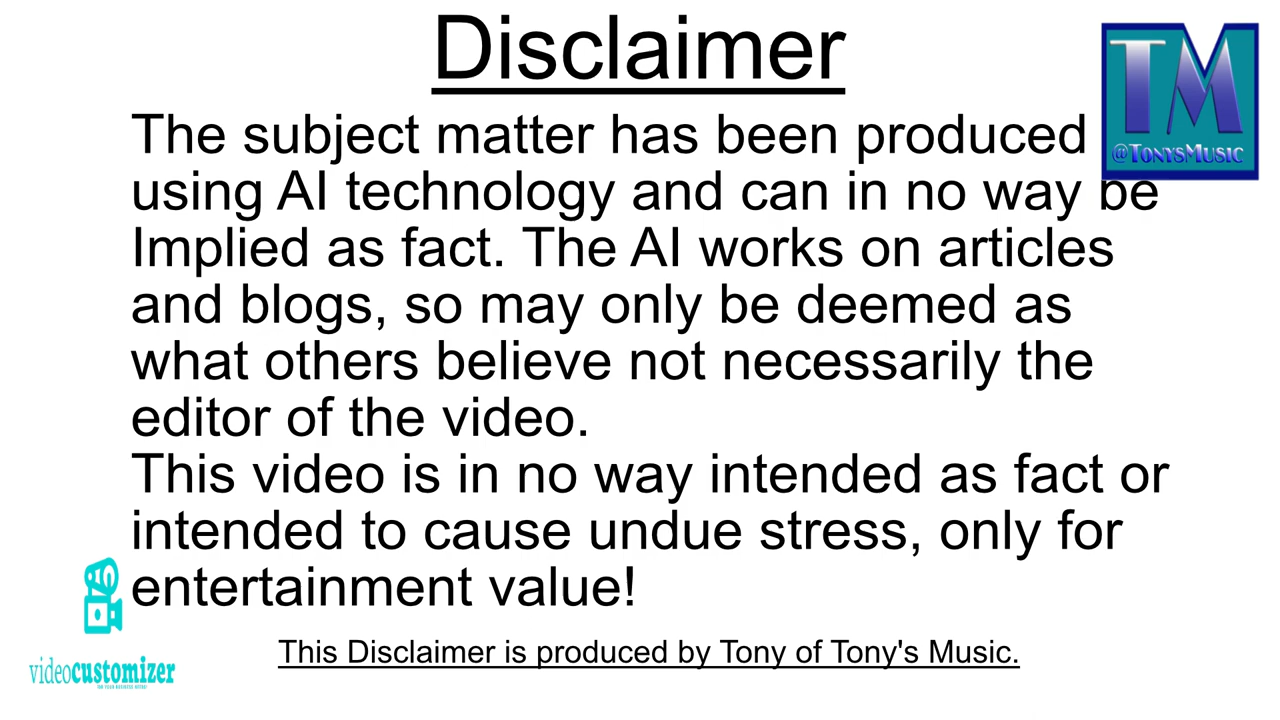 Disclaimer
TM
@TonysMusic
The subject matter has been produced
using AI technology and can in no way be
Implied as fact. The AI works on articles
and blogs, so may only be deemed as
what others believe not necessarily the
editor of the video.
This video is in no way intended as fact or
intended to cause undue stress, only for
entertainment value!
This Disclaimer is produced by Tony of Tony's Music.
videocustomizer